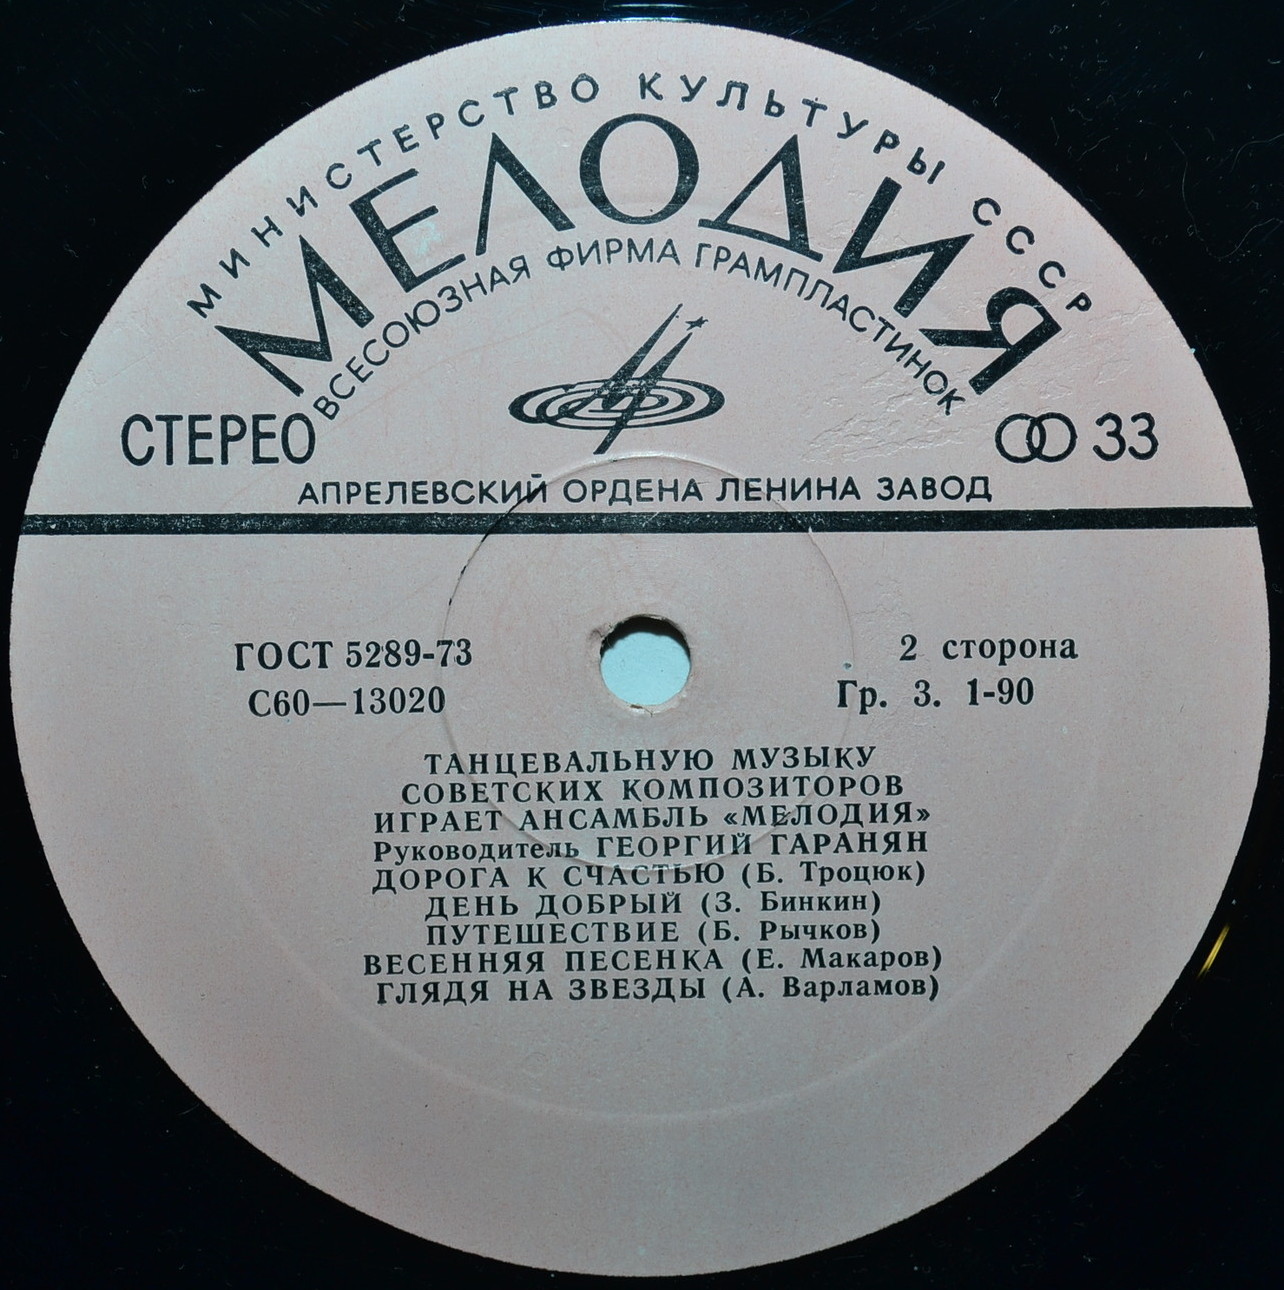 МИНИСТЕРСТВО КУЛЬТУРЫ СССР
МЕЛОДИЯ
ВСЕСОЮЗНАЯ ФИРМА ГРАМПЛАСТИНОК
СТЕРЕО
33
АПРЕЛЕВСКИЙ ОРДЕНА ЛЕНИНА ЗАВОД
ГОСТ 5289-73
2 сторона
С60—13020
Гр. 3. 1-90
ТАНЦЕВАЛЬНУЮ МУЗЫКУ
СОВЕТСКИХ КОМПОЗИТОРОВ
ИГРАЕТ АНСАМБЛЬ «МЕЛОДИЯ»
Руководитель ГЕОРГИЙ ГАРАНЯН
ДОРОГА К СЧАСТЬЮ (Б. Троцюк)
ДЕНЬ ДОБРЫЙ (З. Бинкин)
ПУТЕШЕСТВИЕ (Б. Рычков)
ВЕСЕННЯЯ ПЕСЕНКА (Е. Макаров)
ГЛЯДЯ НА ЗВЕЗДЫ (А. Варламов)